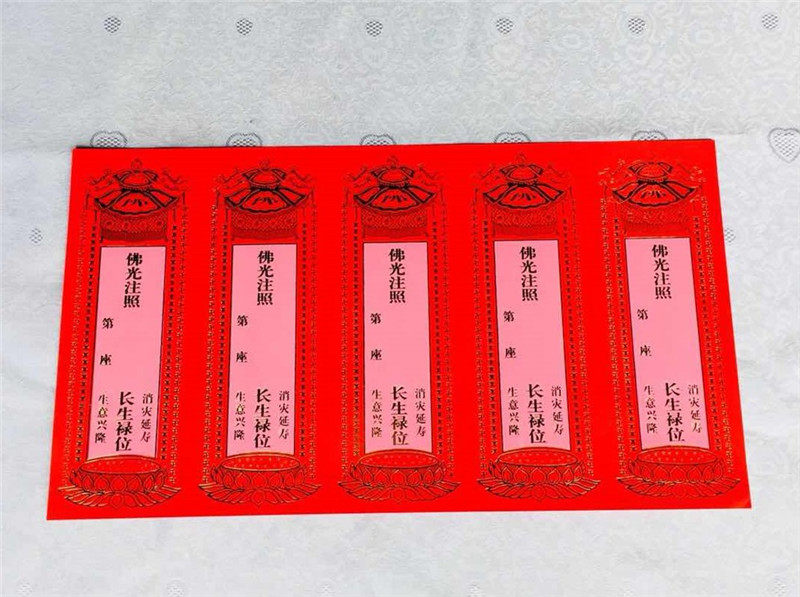 佛光注照
第 座
消灾延寿
长生禄位
生意兴隆
佛光注照
第 座
消灾延寿
长生禄位
生意兴隆
佛光注照
第 座
消灾延寿
长生禄位
生意兴隆
佛光注照
第 座
消灾延寿
长生禄位
生意兴隆
佛光注照
第 座
消灾延寿
长生禄位
生意兴隆